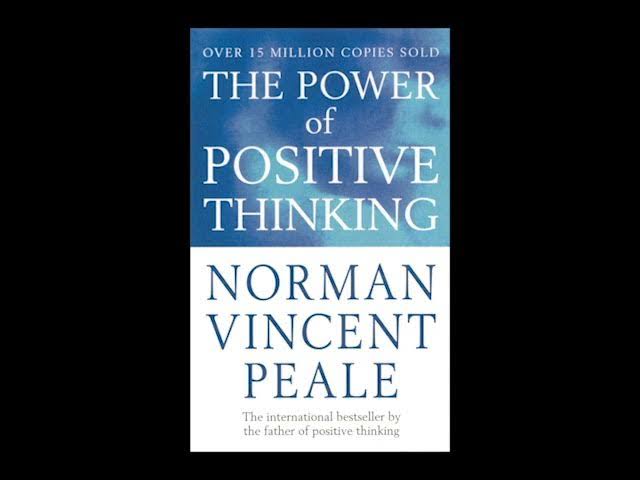 OVER 15 MILLION COPIES SOLD
THE POWER
of
POSITIVE
THINKING
NORMAN
VINCENT
PEALE
The international bestseller by
the father of positive thinking